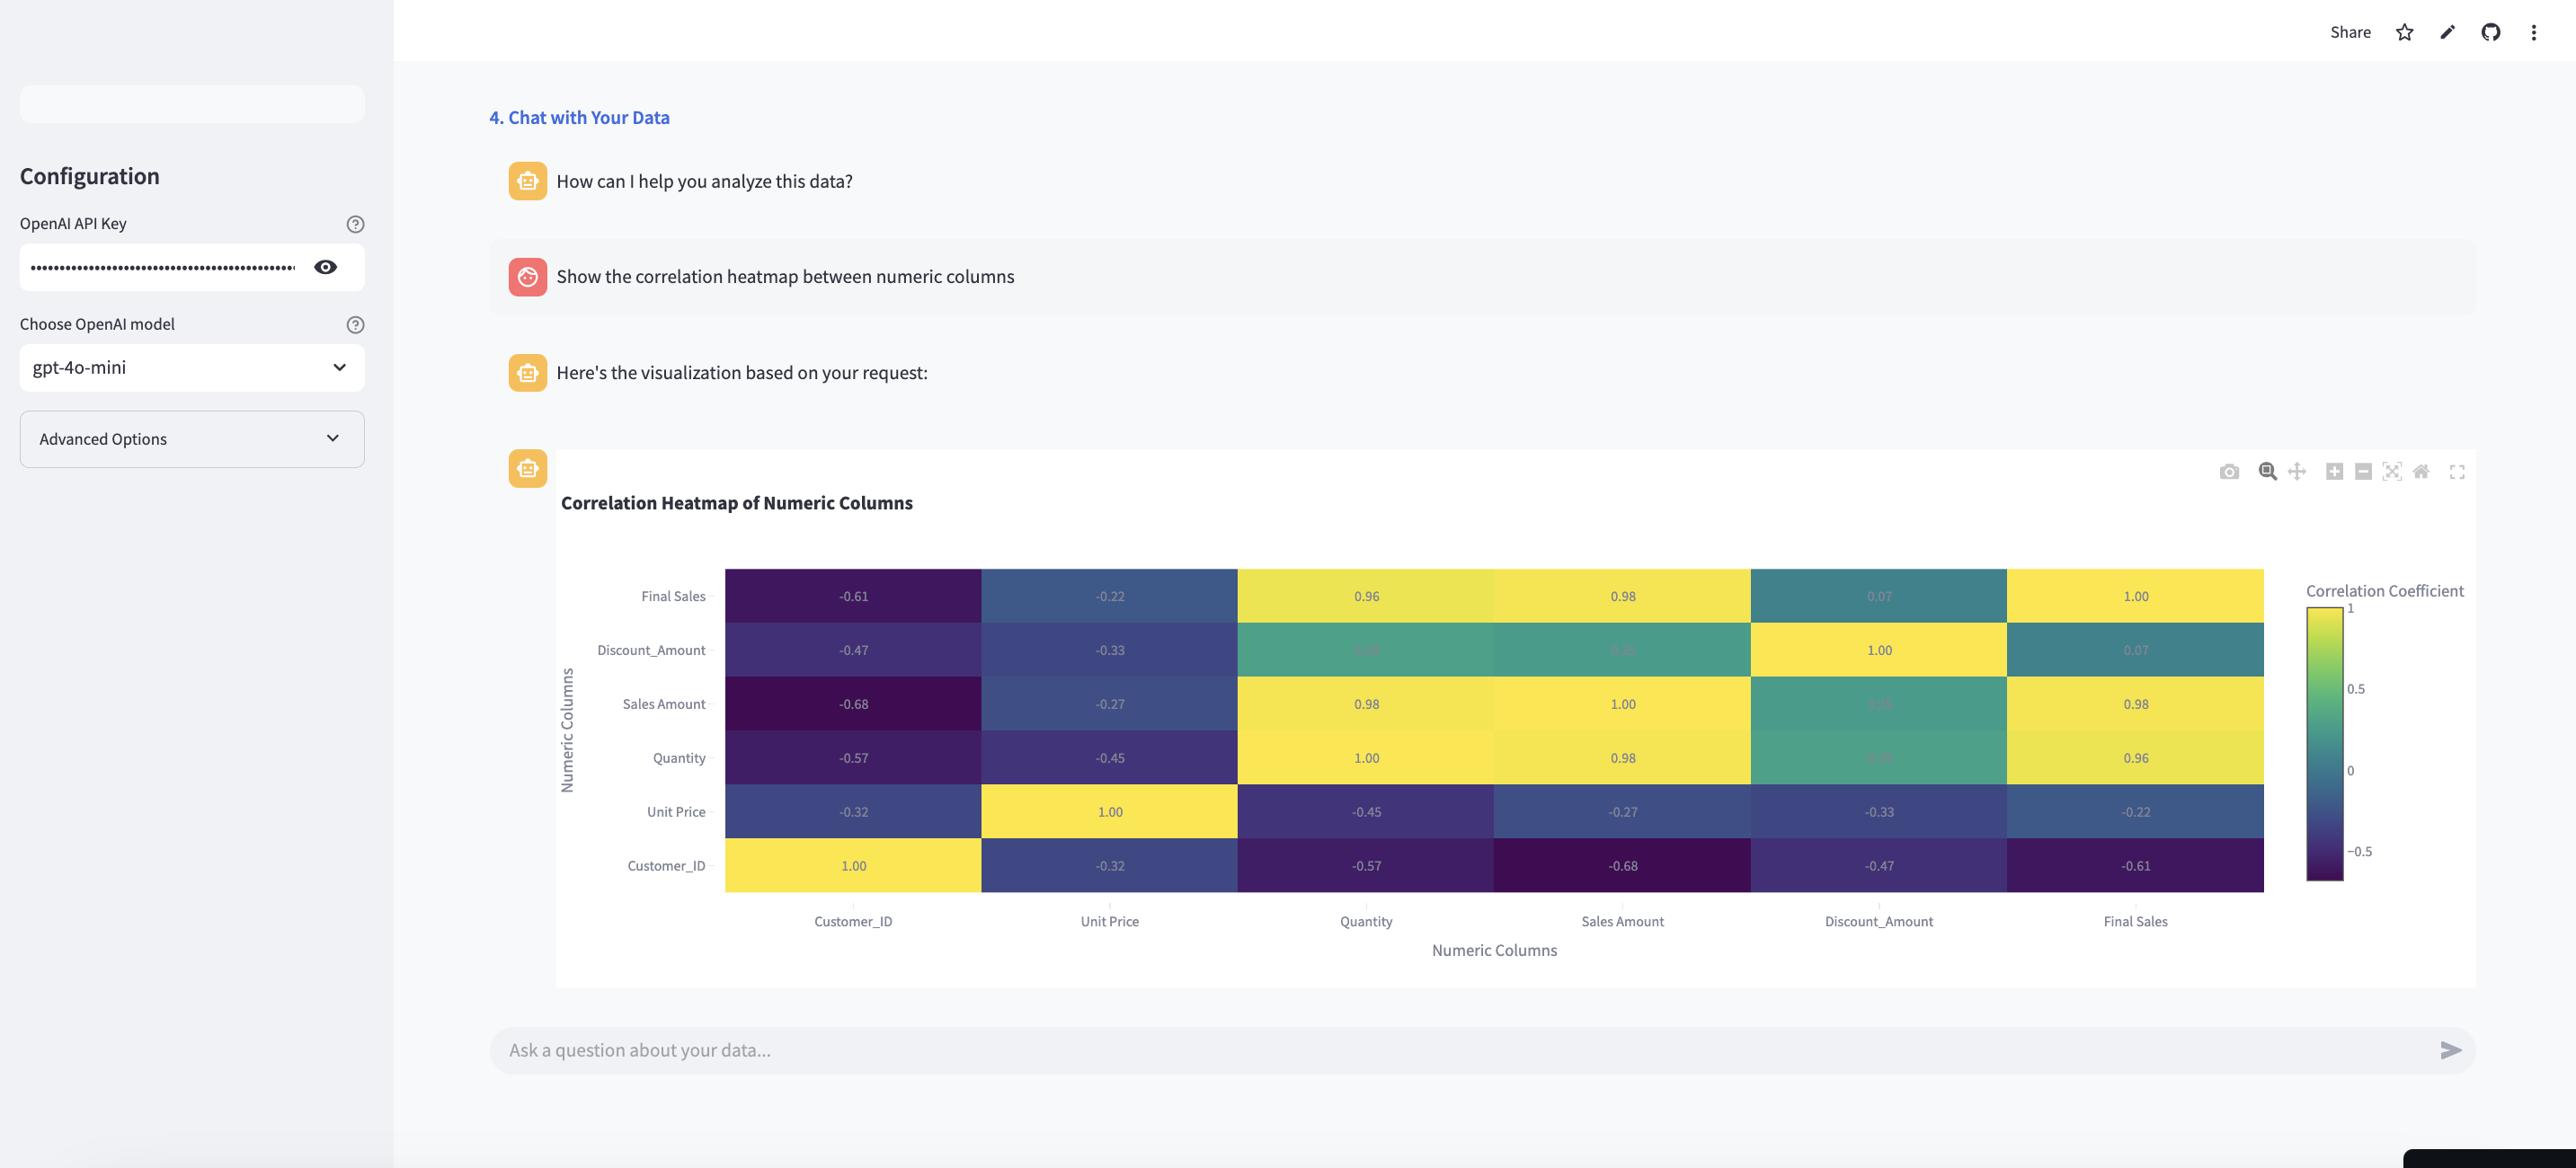 Share
Configuration
OpenAI API Key
Choose OpenAI model
gpt-4o-mini
Advanced Options
4. Chat with Your Data
How can I help you analyze this data?
Show the correlation heatmap between numeric columns
Here's the visualization based on your request:
Correlation Heatmap of Numeric Columns
Final Sales -0.61 -0.22 0.96 0.98 0.07 1.00
Discount_Amount -0.47 -0.33 1.00 0.07
Sales Amount -0.68 -0.27 0.98 1.00 0.98
Quantity -0.57 -0.45 1.00 0.98 0.96
Unit Price -0.32 1.00 -0.45 -0.27 -0.33 -0.22
Customer_ID 1.00 -0.32 -0.57 -0.68 -0.47 -0.61
Customer_ID Unit Price Quantity Sales Amount Discount_Amount Final Sales
Numeric Columns
Numeric Columns
Correlation Coefficient
1
0.5
0
−0.5
Ask a question about your data...